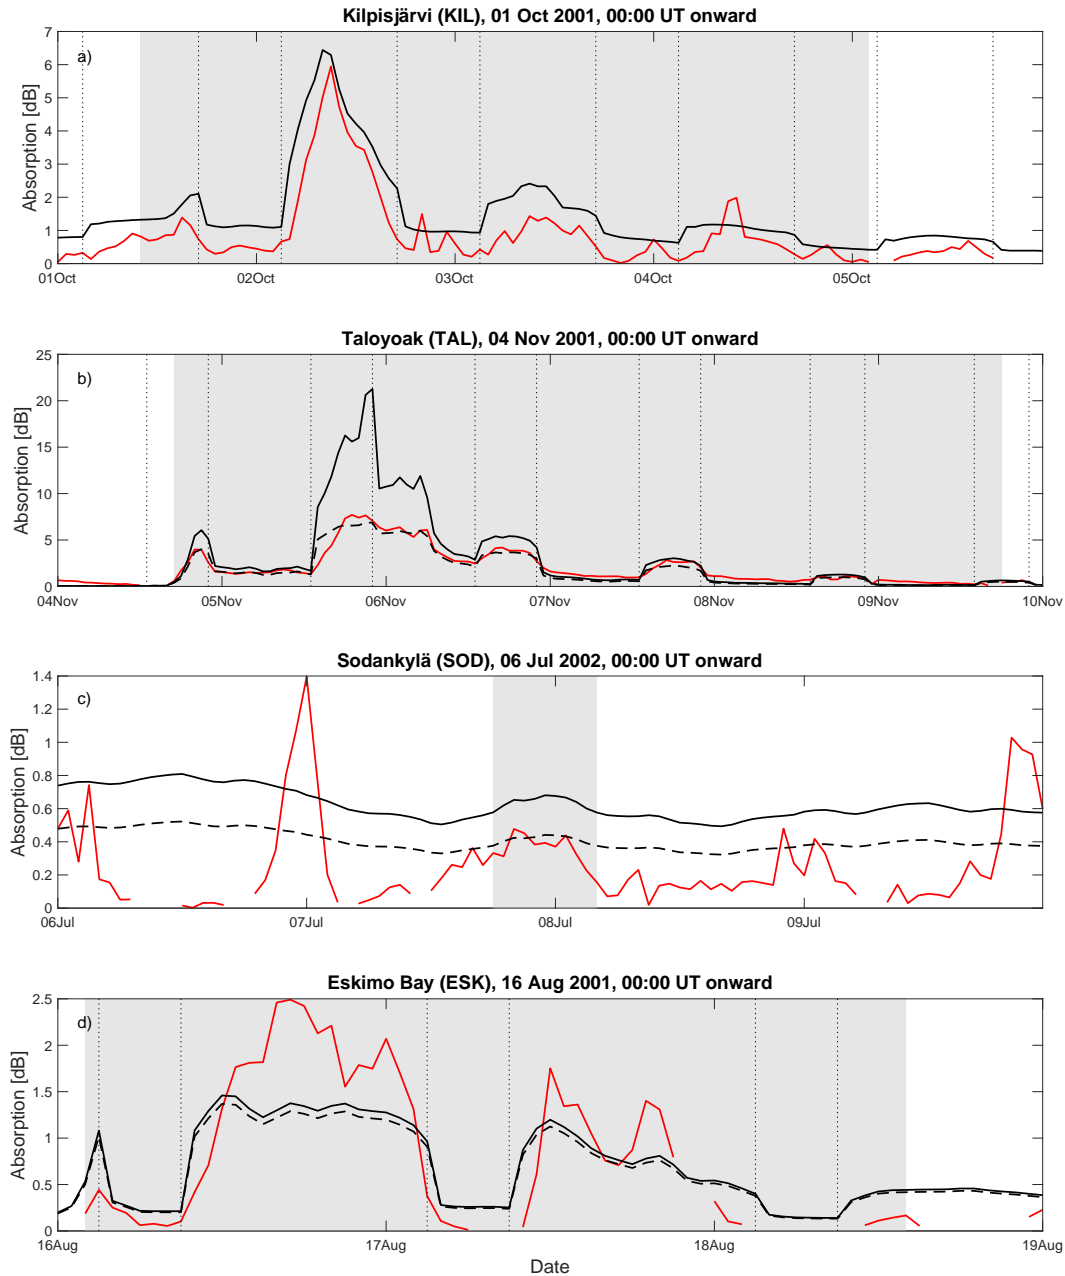 Kilpisjärvi (KIL), 01 Oct 2001, 00:00 UT onward
a)
Absorption [dB]
7
6
5
4
3
2
1
0
01Oct 02Oct 03Oct 04Oct 05Oct
Taloyoak (TAL), 04 Nov 2001, 00:00 UT onward
b)
Absorption [dB]
25
20
15
10
5
0
04Nov 05Nov 06Nov 07Nov 08Nov 09Nov 10Nov
Sodankylä (SOD), 06 Jul 2002, 00:00 UT onward
c)
Absorption [dB]
1.4
1.2
1
0.8
0.6
0.4
0.2
0
06Jul 07Jul 08Jul 09Jul
Eskimo Bay (ESK), 16 Aug 2001, 00:00 UT onward
d)
Absorption [dB]
2.5
2
1.5
1
0.5
0
16Aug 17Aug 18Aug 19Aug
Date